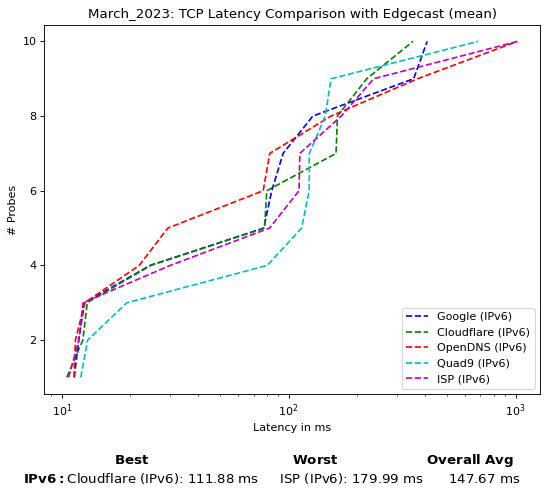 March_2023: TCP Latency Comparison with Edgecast (mean)
10
8
6
4
2
# Probes
10¹ 10² 10³
Latency in ms
Google (IPv6)
Cloudflare (IPv6)
OpenDNS (IPv6)
Quad9 (IPv6)
ISP (IPv6)
Best Worst Overall Avg
IPv6: Cloudflare (IPv6): 111.88 ms ISP (IPv6): 179.99 ms 147.67 ms